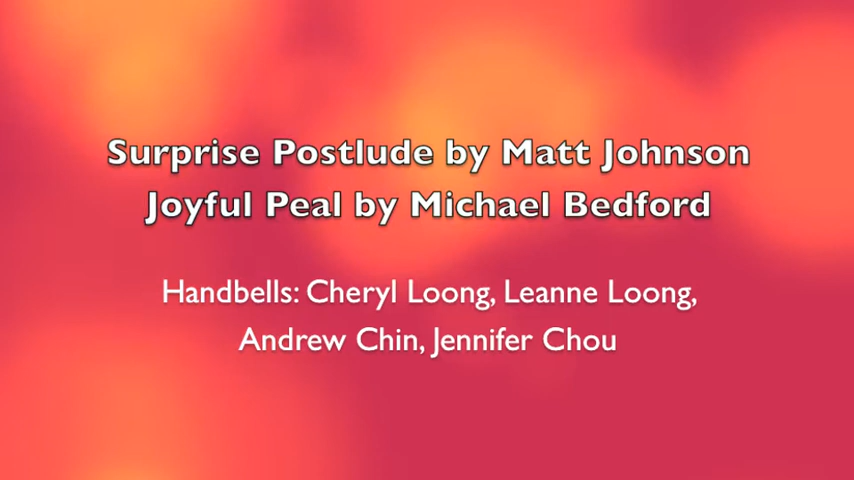 Surprise Postlude by Matt Johnson
Joyful Peal by Michael Bedford
Handbells: Cheryl Loong, Leanne Loong,
Andrew Chin, Jennifer Chou